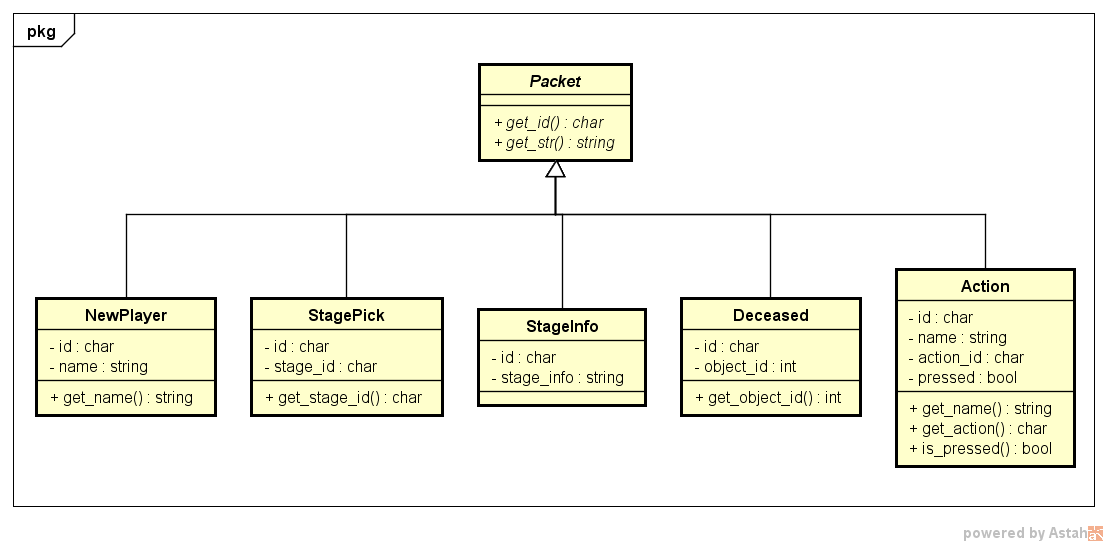 pkg
Packet
+ get_id() : char
+ get_str() : string
NewPlayer
- id : char
- name : string
+ get_name() : string
StagePick
- id : char
- stage_id : char
+ get_stage_id() : char
StageInfo
- id : char
- stage_info : string
Deceased
- id : char
- object_id : int
+ get_object_id() : int
Action
- id : char
- name : string
- action_id : char
- pressed : bool
+ get_name() : string
+ get_action() : char
+ is_pressed() : bool
powered by Astah